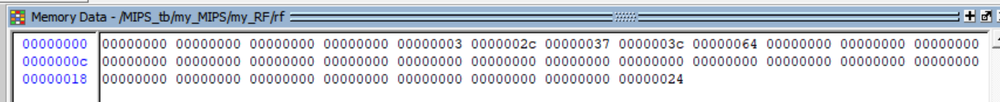 Memory Data - /MIPS_tb/my_MIPS/my_RF/rf
00000000 00000000 00000000 00000000 00000000 00000003 0000002c 00000037 0000003c 00000064 00000000 00000000 00000000
0000000c 00000000 00000000 00000000 00000000 00000000 00000000 00000000 00000000 00000000 00000000 00000000 00000000
00000018 00000000 00000000 00000000 00000000 00000000 00000000 00000000 00000024